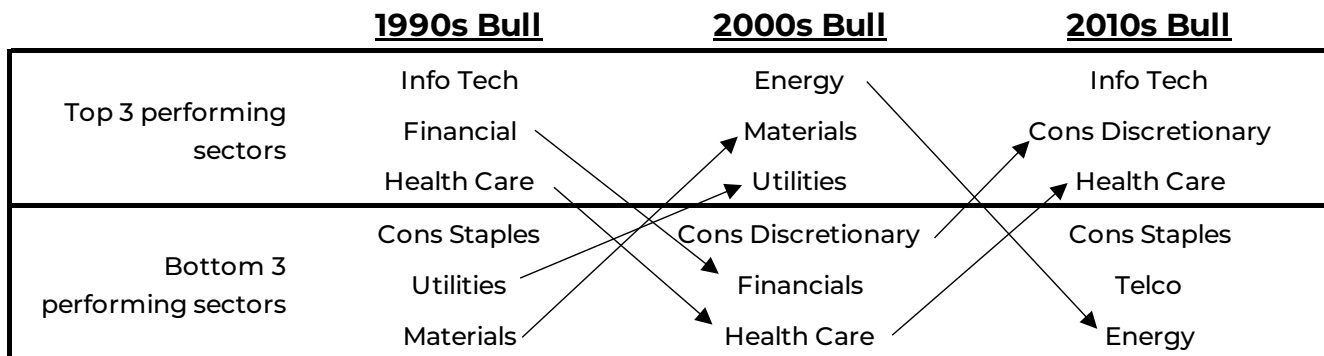 1990s Bull 2000s Bull 2010s Bull
Top 3 performing sectors
Info Tech Energy Info Tech
Financial Materials Cons Discretionary
Health Care Utilities Health Care
Bottom 3 performing sectors
Cons Staples Cons Discretionary Cons Staples
Utilities Financials Telco
Materials Health Care Energy